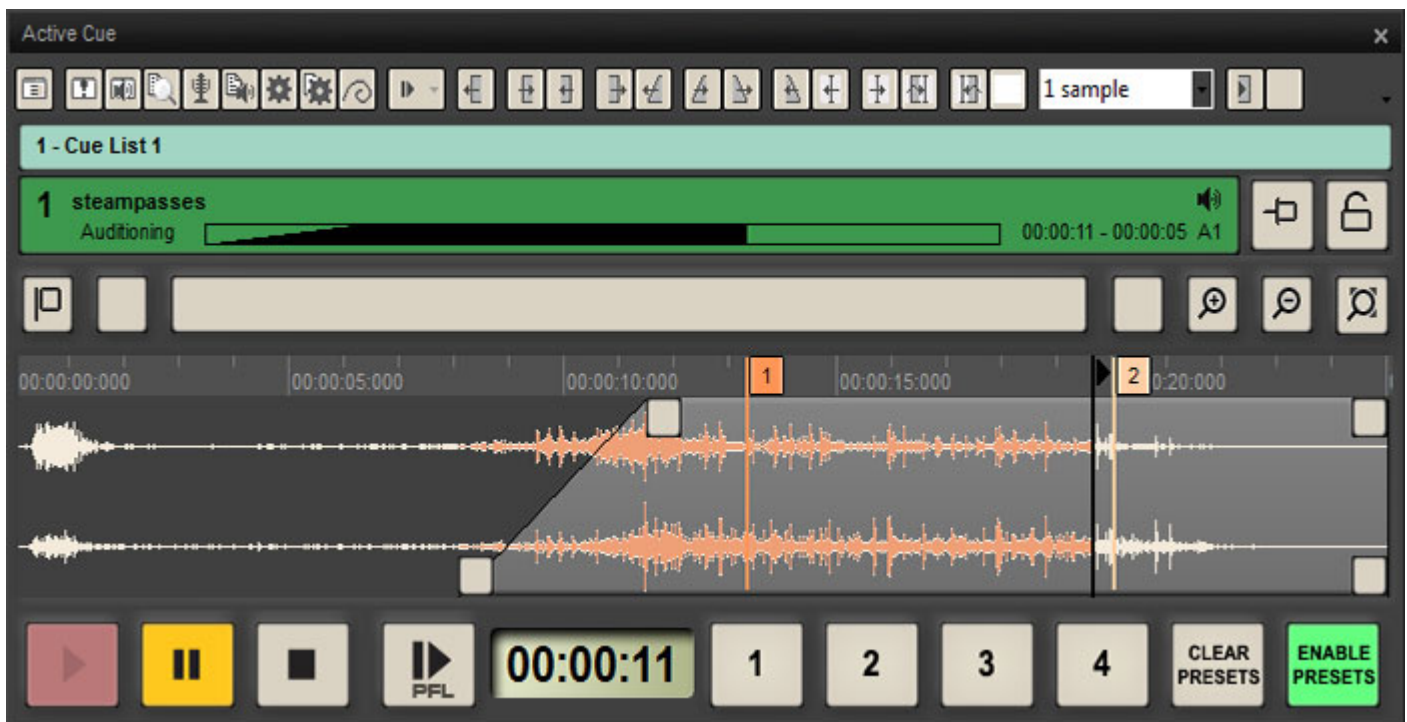 Active Cue
1 sample
1 - Cue List 1
1 steampasses
Auditioning 00:00:11 - 00:00:05 A1
00:00:00:000 00:00:05:000 00:00:10:000 1 00:00:15:000 2 0:20:000
PFL 00:00:11 1 2 3 4 CLEAR PRESETS ENABLE PRESETS